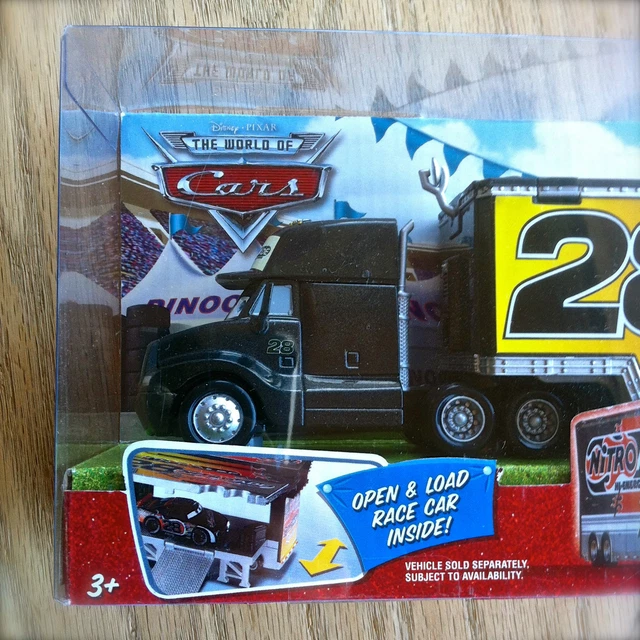 Disney · PIXAR
THE WORLD OF
Cars
28
28
NITRO
OPEN & LOAD
RACE CAR
INSIDE!
VEHICLE SOLD SEPARATELY.
SUBJECT TO AVAILABILITY.
3+